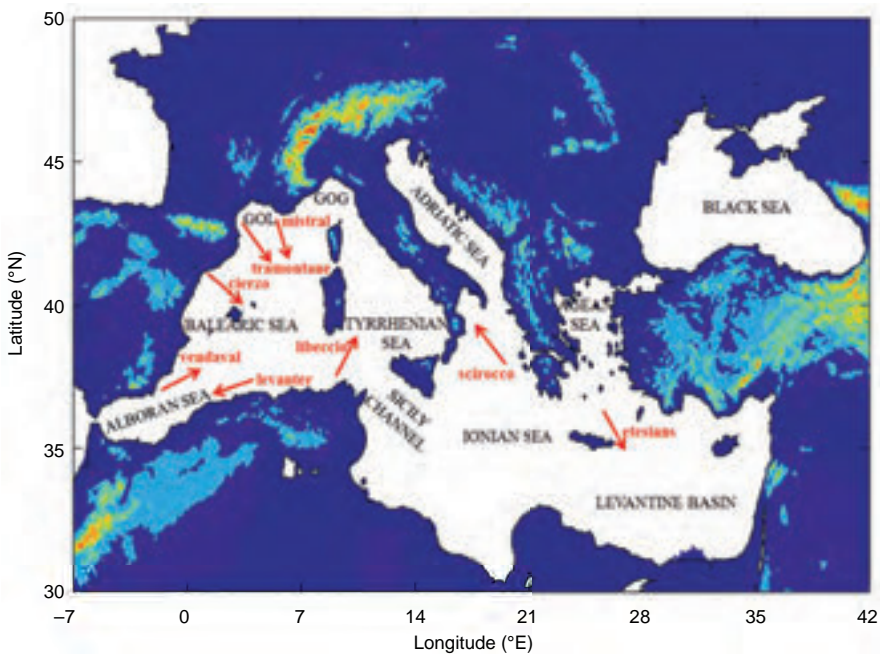 50
45
40
35
30
Latitude (°N)
GOG
GOL
mistral
tramontane
cierzo
ADRIATIC SEA
BLACK SEA
BALEARIC SEA
TYRRHENIAN
SEA
SEA
libeccio
vendaval
levanter
scirocco
ALBORAN SEA
SICILY
CHANNEL
IONIAN SEA
etesians
LEVANTINE BASIN
–7
0
7
14
21
28
35
42
Longitude (°E)